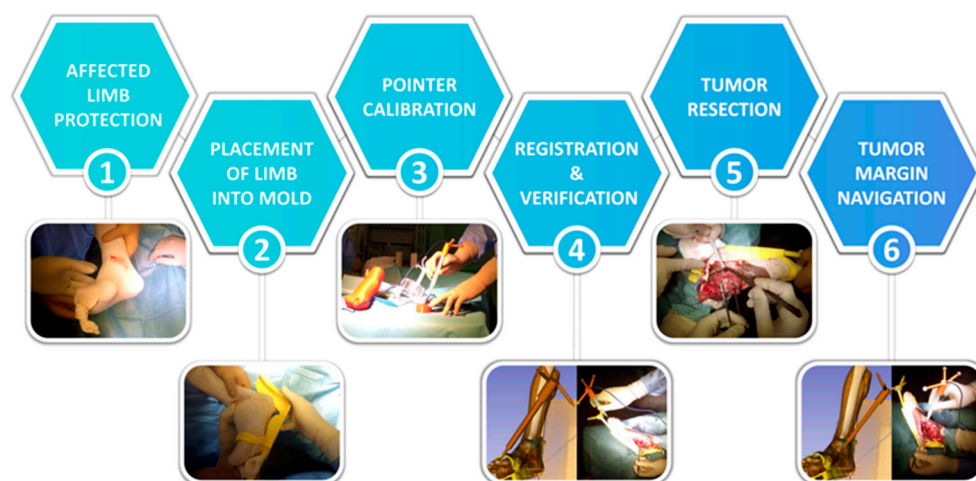 AFFECTED
LIMB
PROTECTION
1
PLACEMENT
OF LIMB
INTO MOLD
2
POINTER
CALIBRATION
3
REGISTRATION
&
VERIFICATION
4
TUMOR
RESECTION
5
TUMOR
MARGIN
NAVIGATION
6